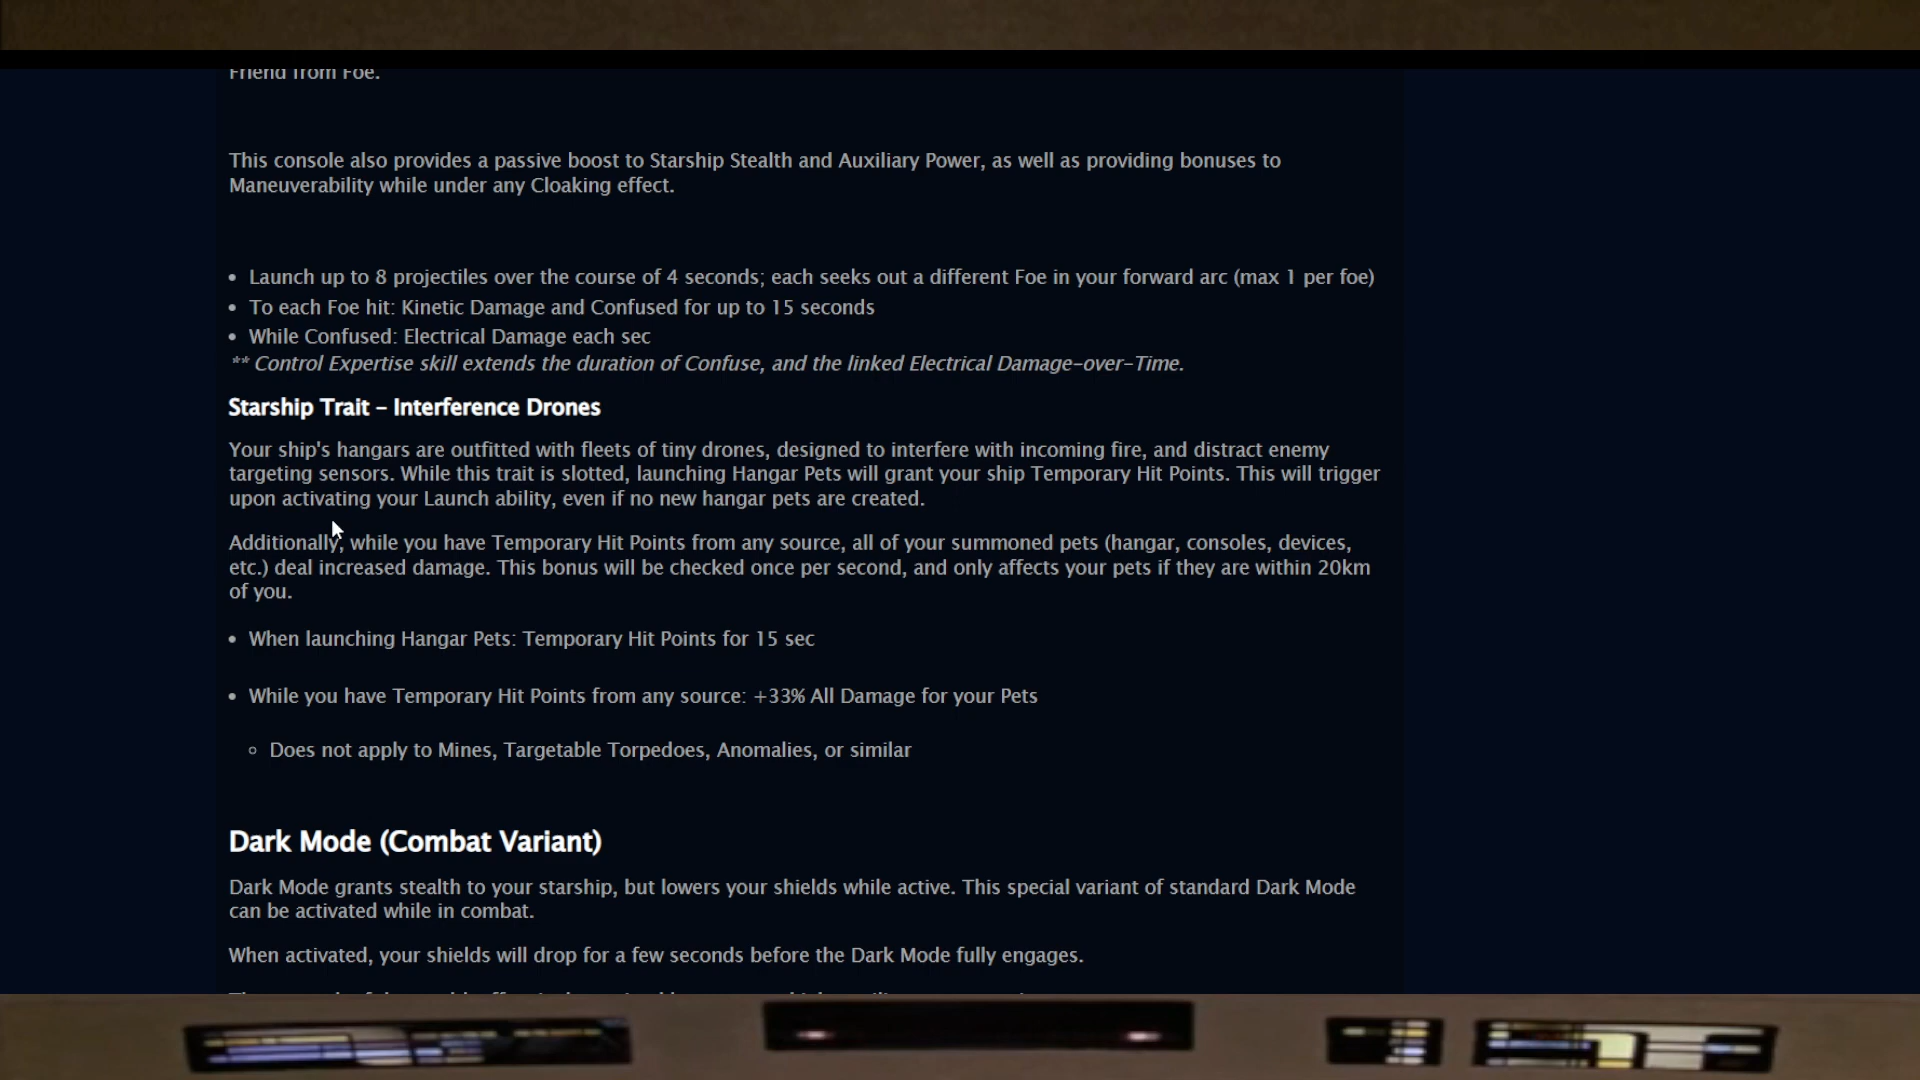 Friend from Foe.
This console also provides a passive boost to Starship Stealth and Auxiliary Power, as well as providing bonuses to
Maneuverability while under any Cloaking effect.
• Launch up to 8 projectiles over the course of 4 seconds; each seeks out a different Foe in your forward arc (max 1 per foe)
• To each Foe hit: Kinetic Damage and Confused for up to 15 seconds
• While Confused: Electrical Damage each sec
** Control Expertise skill extends the duration of Confuse, and the linked Electrical Damage-over-Time.
Starship Trait – Interference Drones
Your ship's hangars are outfitted with fleets of tiny drones, designed to interfere with incoming fire, and distract enemy
targeting sensors. While this trait is slotted, launching Hangar Pets will grant your ship Temporary Hit Points. This will trigger
upon activating your Launch ability, even if no new hangar pets are created.
Additionally, while you have Temporary Hit Points from any source, all of your summoned pets (hangar, consoles, devices,
etc.) deal increased damage. This bonus will be checked once per second, and only affects your pets if they are within 20km
of you.
• When launching Hangar Pets: Temporary Hit Points for 15 sec
• While you have Temporary Hit Points from any source: +33% All Damage for your Pets
◦ Does not apply to Mines, Targetable Torpedoes, Anomalies, or similar
Dark Mode (Combat Variant)
Dark Mode grants stealth to your starship, but lowers your shields while active. This special variant of standard Dark Mode
can be activated while in combat.
When activated, your shields will drop for a few seconds before the Dark Mode fully engages.